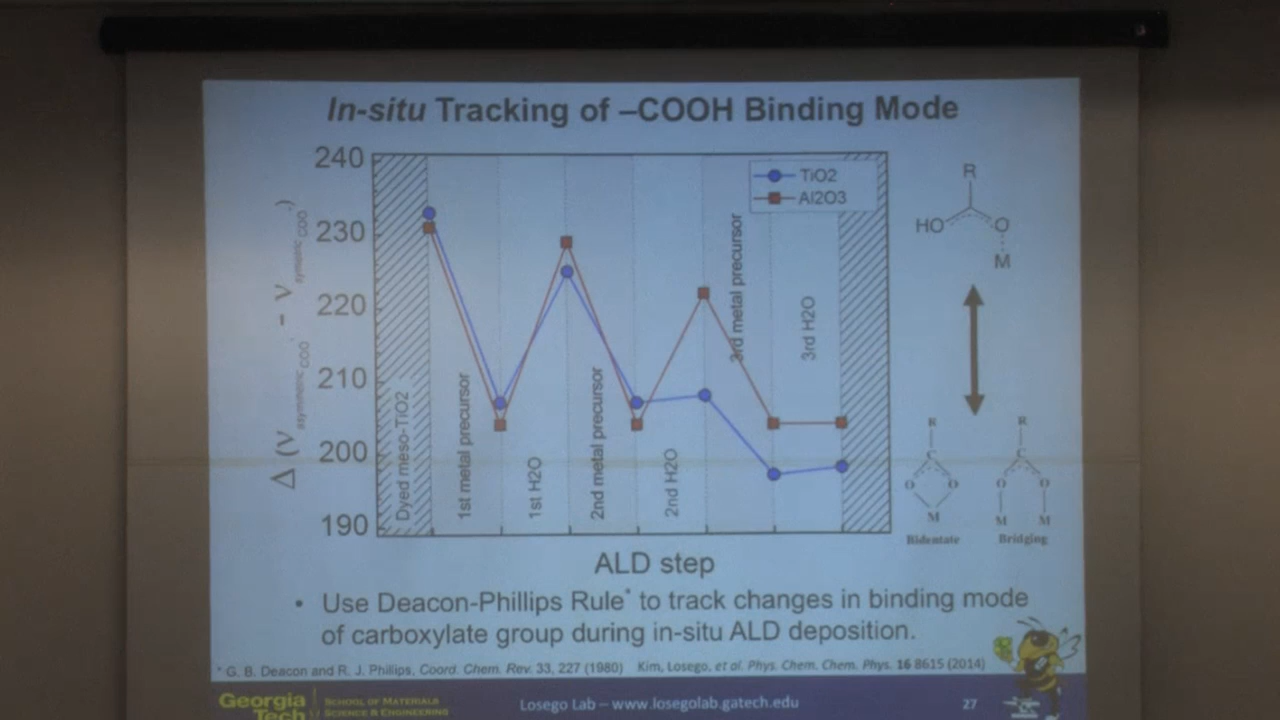 In-situ Tracking of –COOH Binding Mode
240
230
220
210
200
190
Δ (ν asymmetric COO- - ν symmetric COO-)
TiO2
Al2O3
Dyed meso-TiO2
1st metal precursor
1st H2O
2nd metal precursor
2nd H2O
3rd metal precursor
3rd H2O
ALD step
R
HO
O
M
R
C
O O
M
Bidentate
R
C
O O
M M
Bridging
• Use Deacon-Phillips Rule* to track changes in binding mode
of carboxylate group during in-situ ALD deposition.
* G. B. Deacon and R. J. Philips, Coord. Chem. Rev. 33, 227 (1980) Kim, Losego, et al. Phys. Chem. Chem. Phys. 16 8615 (2014)
Georgia
Tech
SCHOOL OF MATERIALS
SCIENCE & ENGINEERING
Losego Lab – www.losegolab.gatech.edu
27